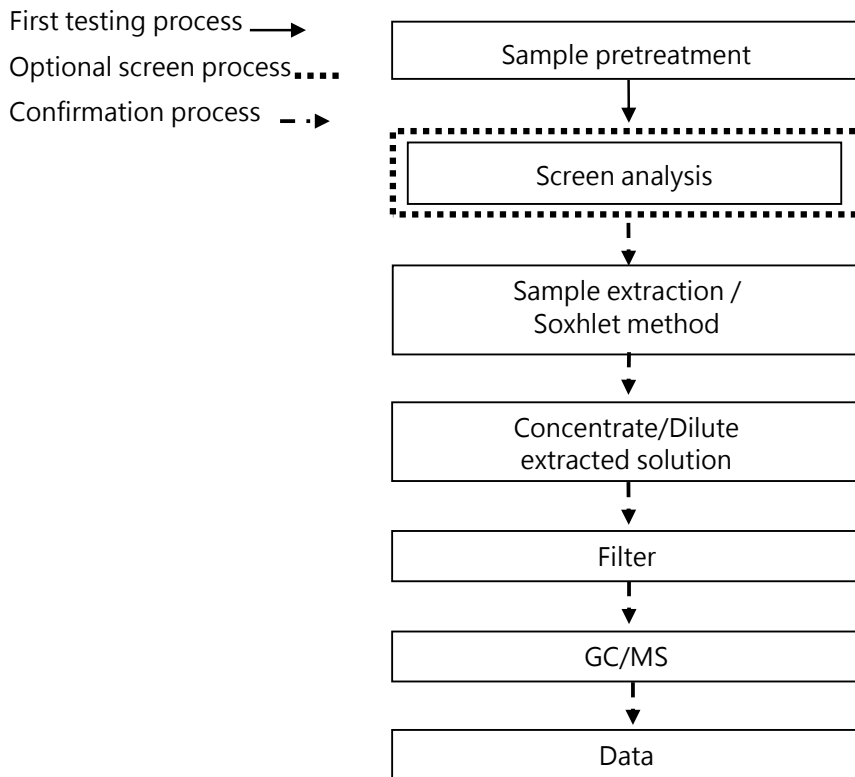 First testing process
Optional screen process
Confirmation process
Sample pretreatment
Screen analysis
Sample extraction /
Soxhlet method
Concentrate/Dilute
extracted solution
Filter
GC/MS
Data